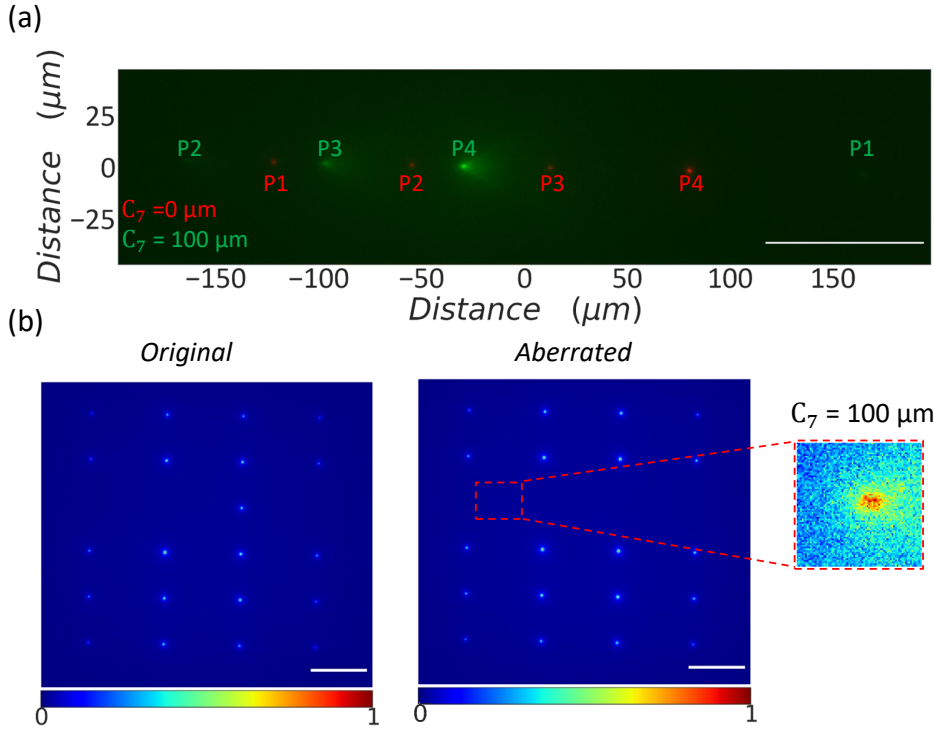 (a)
Distance (μm)
25
0
−25
P2
P3
P4
P1
P1
P2
P3
P4
C₇ =0 μm
C₇ = 100 μm
−150
−100
−50
0
50
100
150
Distance (μm)
(b)
Original
Aberrated
C₇ = 100 μm
0
1
0
1